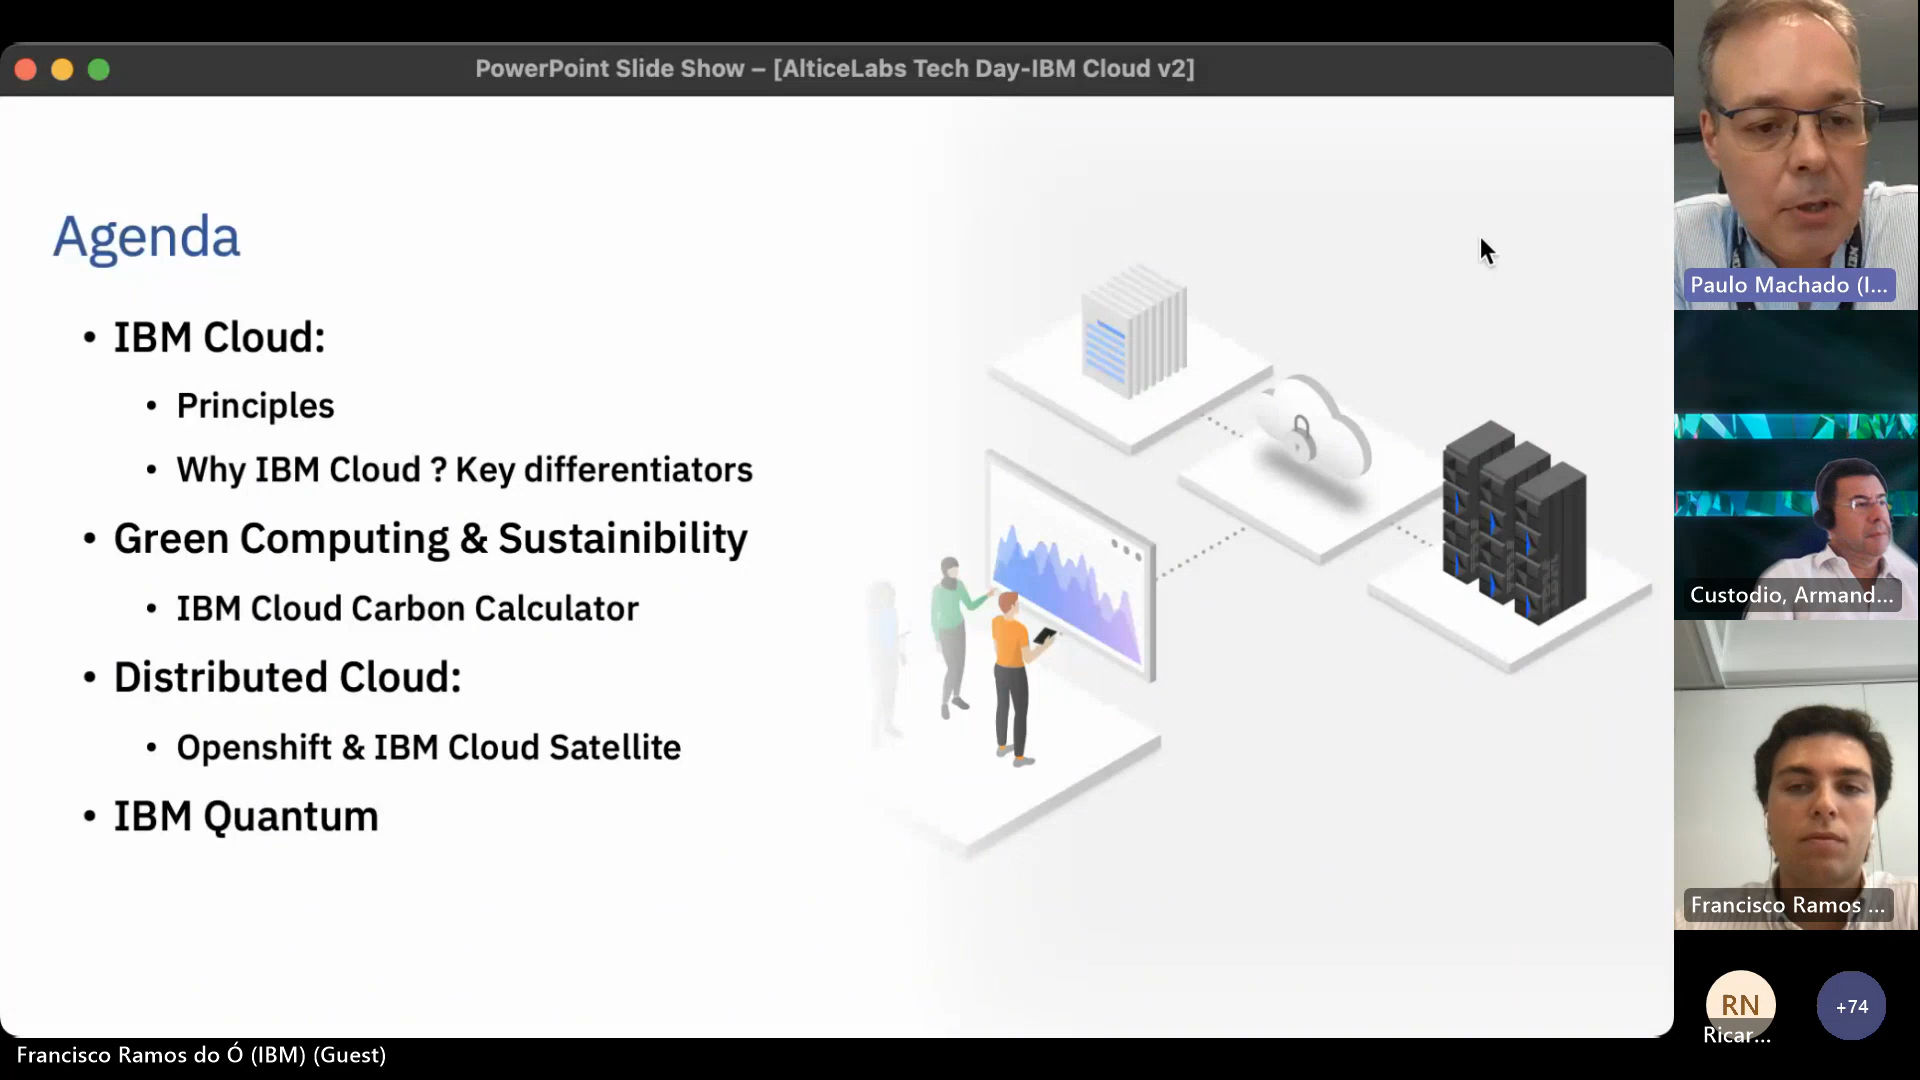 PowerPoint Slide Show – [AlticeLabs Tech Day-IBM Cloud v2]
Agenda
• IBM Cloud:
• Principles
• Why IBM Cloud ? Key differentiators
• Green Computing & Sustainibility
• IBM Cloud Carbon Calculator
• Distributed Cloud:
• Openshift & IBM Cloud Satellite
• IBM Quantum
Paulo Machado (I...
Custodio, Armand...
Francisco Ramos ...
RN
Ricar...
+74
Francisco Ramos do Ó (IBM) (Guest)